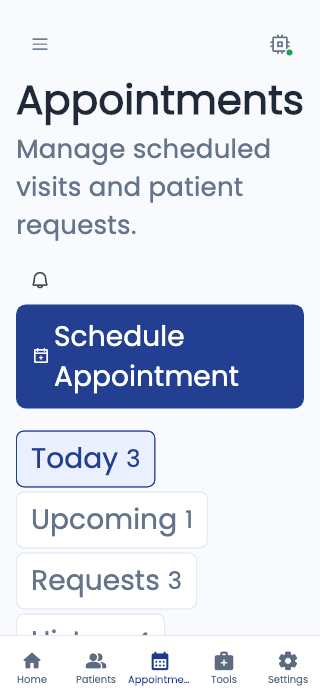 Appointments
Manage scheduled
visits and patient
requests.
Schedule
Appointment
Today 3
Upcoming 1
Requests 3
Home
Patients
Appointme...
Tools
Settings